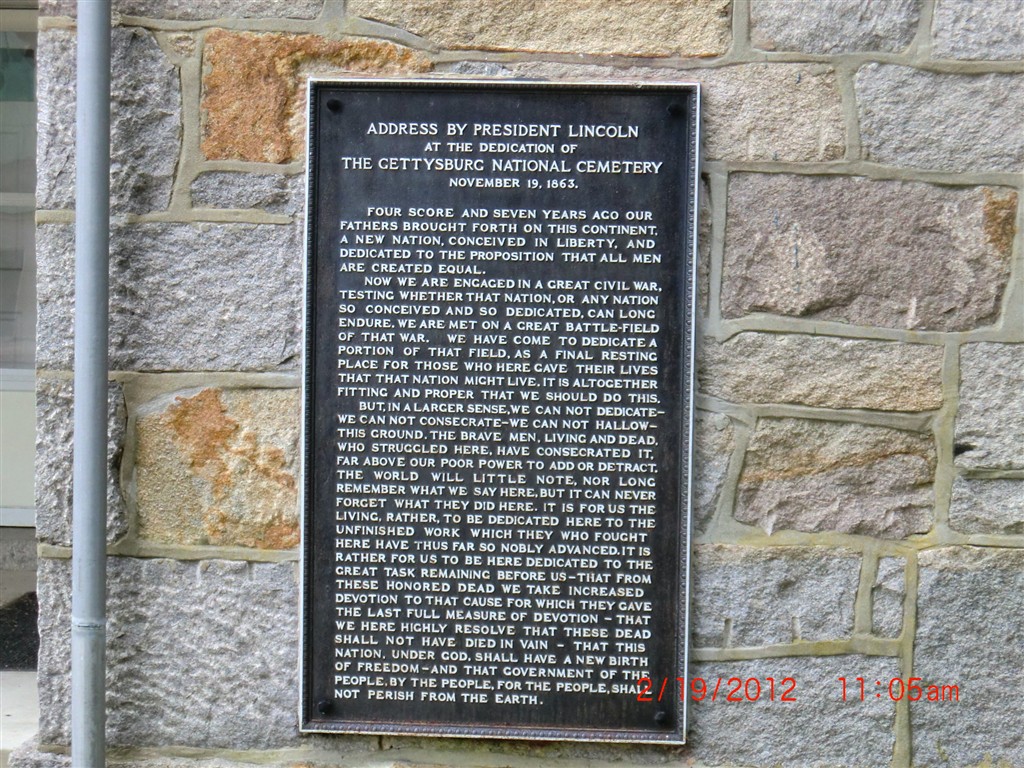 ADDRESS BY PRESIDENT LINCOLN
AT THE DEDICATION OF
THE GETTYSBURG NATIONAL CEMETERY
NOVEMBER 19, 1863.
FOUR SCORE AND SEVEN YEARS AGO OUR
FATHERS BROUGHT FORTH ON THIS CONTINENT,
A NEW NATION, CONCEIVED IN LIBERTY, AND
DEDICATED TO THE PROPOSITION THAT ALL MEN
ARE CREATED EQUAL.
NOW WE ARE ENGAGED IN A GREAT CIVIL WAR,
TESTING WHETHER THAT NATION, OR ANY NATION
SO CONCEIVED AND SO DEDICATED, CAN LONG
ENDURE. WE ARE MET ON A GREAT BATTLE-FIELD
OF THAT WAR. WE HAVE COME TO DEDICATE A
PORTION OF THAT FIELD, AS A FINAL RESTING
PLACE FOR THOSE WHO HERE GAVE THEIR LIVES
THAT THAT NATION MIGHT LIVE. IT IS ALTOGETHER
FITTING AND PROPER THAT WE SHOULD DO THIS.
BUT, IN A LARGER SENSE, WE CAN NOT DEDICATE—
WE CAN NOT CONSECRATE—WE CAN NOT HALLOW—
THIS GROUND. THE BRAVE MEN, LIVING AND DEAD,
WHO STRUGGLED HERE, HAVE CONSECRATED IT,
FAR ABOVE OUR POOR POWER TO ADD OR DETRACT.
THE WORLD WILL LITTLE NOTE, NOR LONG
REMEMBER WHAT WE SAY HERE, BUT IT CAN NEVER
FORGET WHAT THEY DID HERE. IT IS FOR US THE
LIVING, RATHER, TO BE DEDICATED HERE TO THE
UNFINISHED WORK WHICH THEY WHO FOUGHT
HERE HAVE THUS FAR SO NOBLY ADVANCED. IT IS
RATHER FOR US TO BE HERE DEDICATED TO THE
GREAT TASK REMAINING BEFORE US—THAT FROM
THESE HONORED DEAD WE TAKE INCREASED
DEVOTION TO THAT CAUSE FOR WHICH THEY GAVE
THE LAST FULL MEASURE OF DEVOTION – THAT
WE HERE HIGHLY RESOLVE THAT THESE DEAD
SHALL NOT HAVE DIED IN VAIN – THAT THIS
NATION, UNDER GOD, SHALL HAVE A NEW BIRTH
OF FREEDOM—AND THAT GOVERNMENT OF THE
PEOPLE, BY THE PEOPLE, FOR THE PEOPLE, SHALL
NOT PERISH FROM THE EARTH.
2/19/2012 11:05am